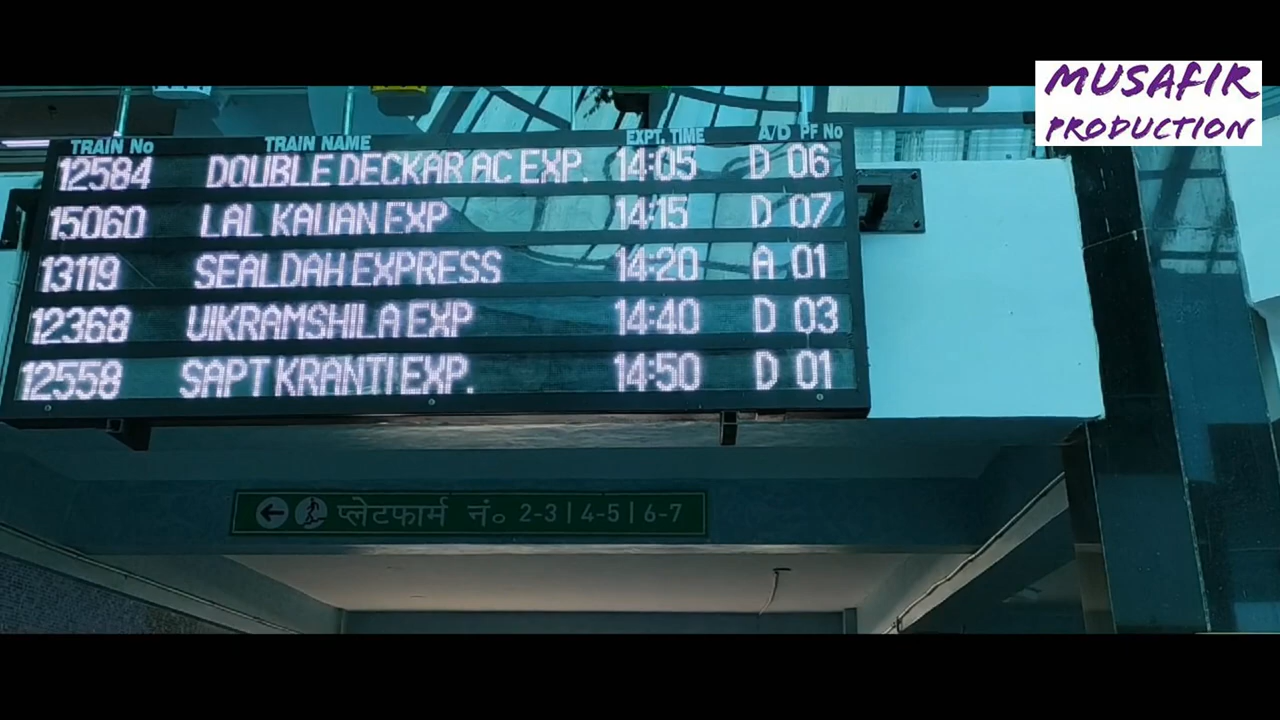 MUSAFIR
PRODUCTION
TRAIN No TRAIN NAME EXPT. TIME A/D PF No
12584 DOUBLE DECKAR AC EXP. 14:05 D 06
15060 LAL KAUAN EXP 14:15 D 07
13119 SEALDAH EXPRESS 14:20 A 01
12368 VIKRAMSHILA EXP 14:40 D 03
12558 SAPT KRANTI EXP. 14:50 D 01
प्लेटफार्म नं० 2-3 | 4-5 | 6-7